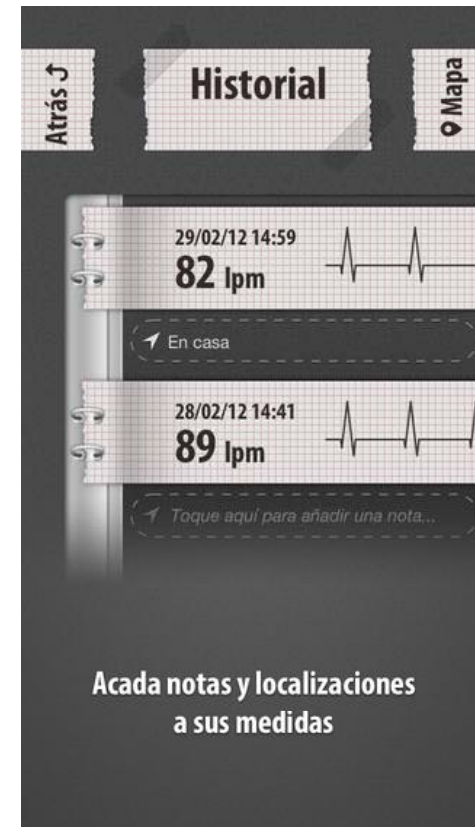 Atrás
Historial
Mapa
29/02/12 14:59
82 lpm
En casa
28/02/12 14:41
89 lpm
Toque aquí para añadir una nota...
Acada notas y localizaciones
a sus medidas